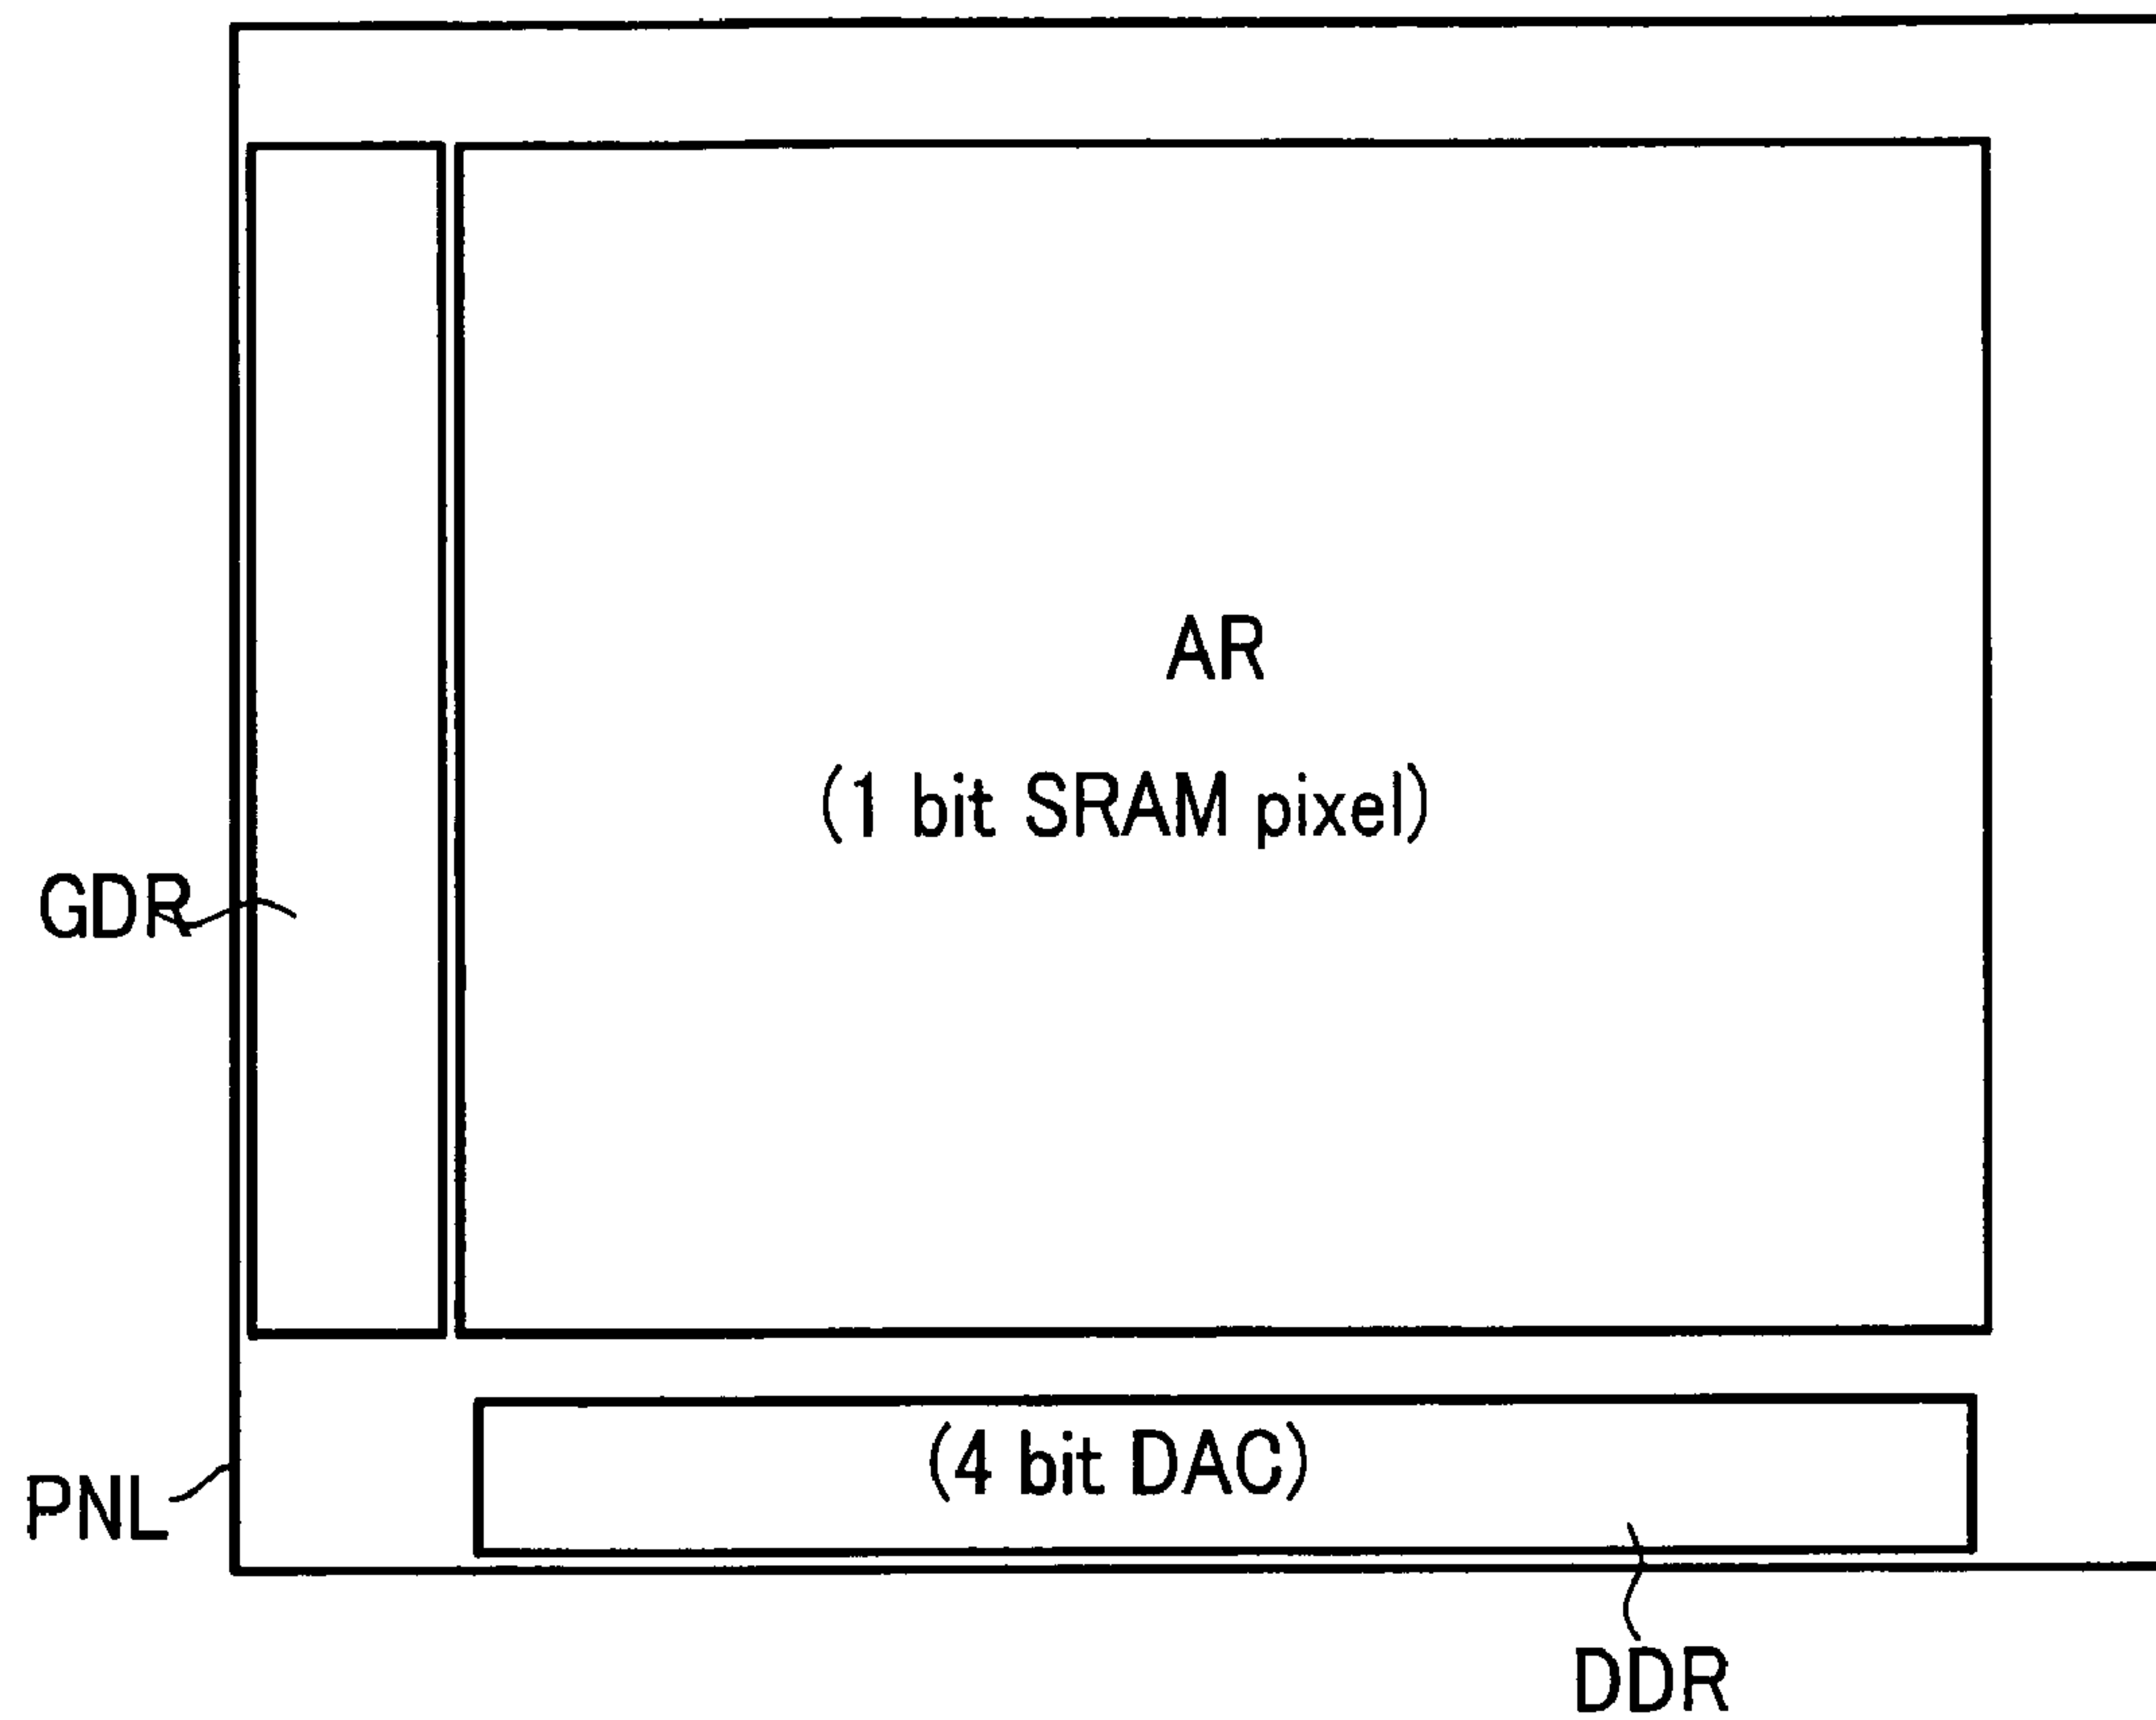 AR
(1 bit SRAM pixel)
GDR
(4 bit DAC)
PNL
DDR